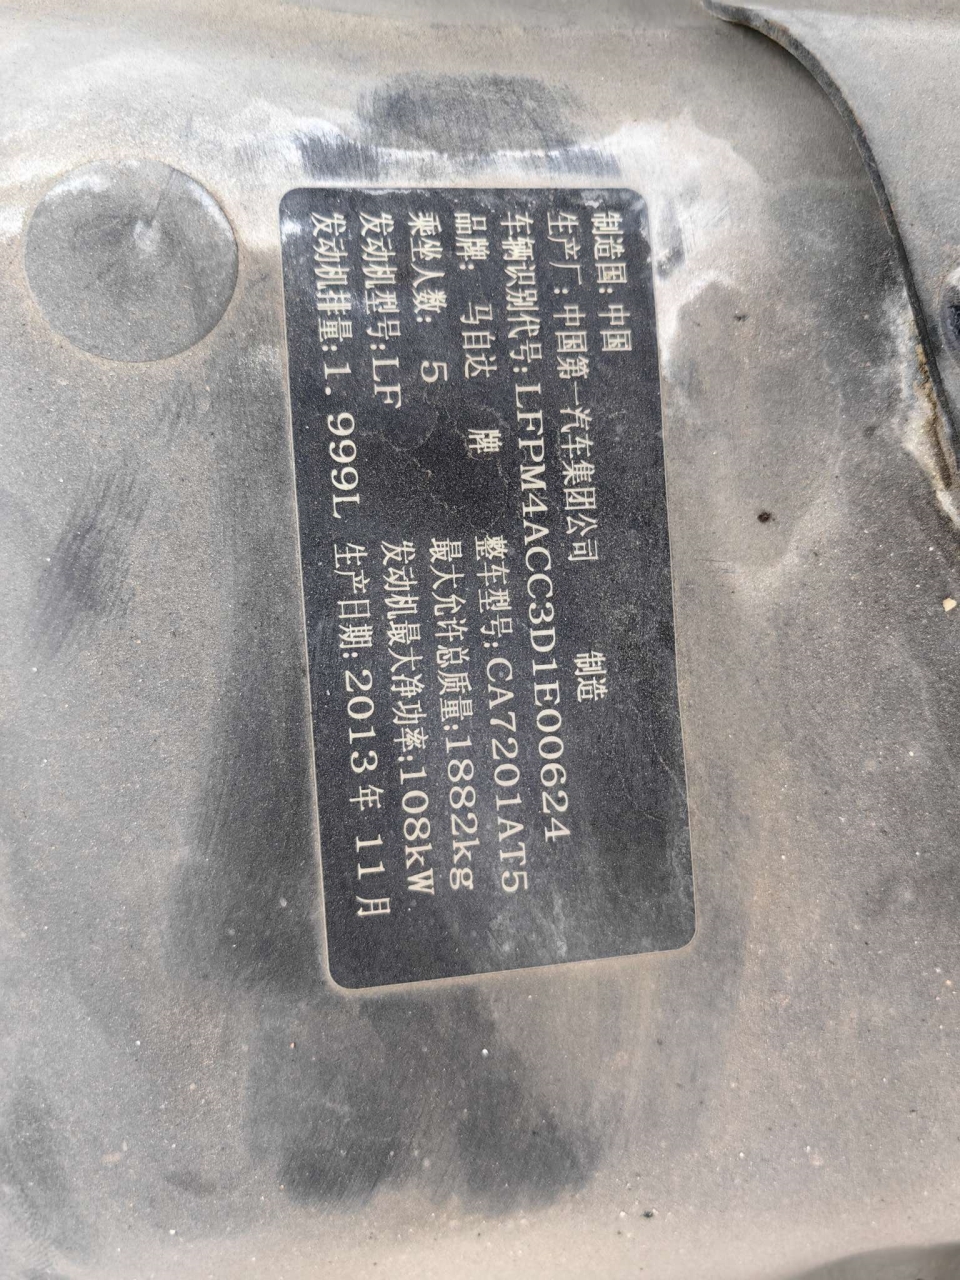 制造国：中国
生产厂：中国第一汽车集团公司 制造
车辆识别代号：LFPM4ACC3D1E00624
品牌： 马自达 牌 整车型号：CA7201AT5
乘坐人数： 5 最大允许总质量：1882kg
发动机型号：LF 发动机最大净功率：108kW
发动机排量：1.999L 生产日期：2013年 11月